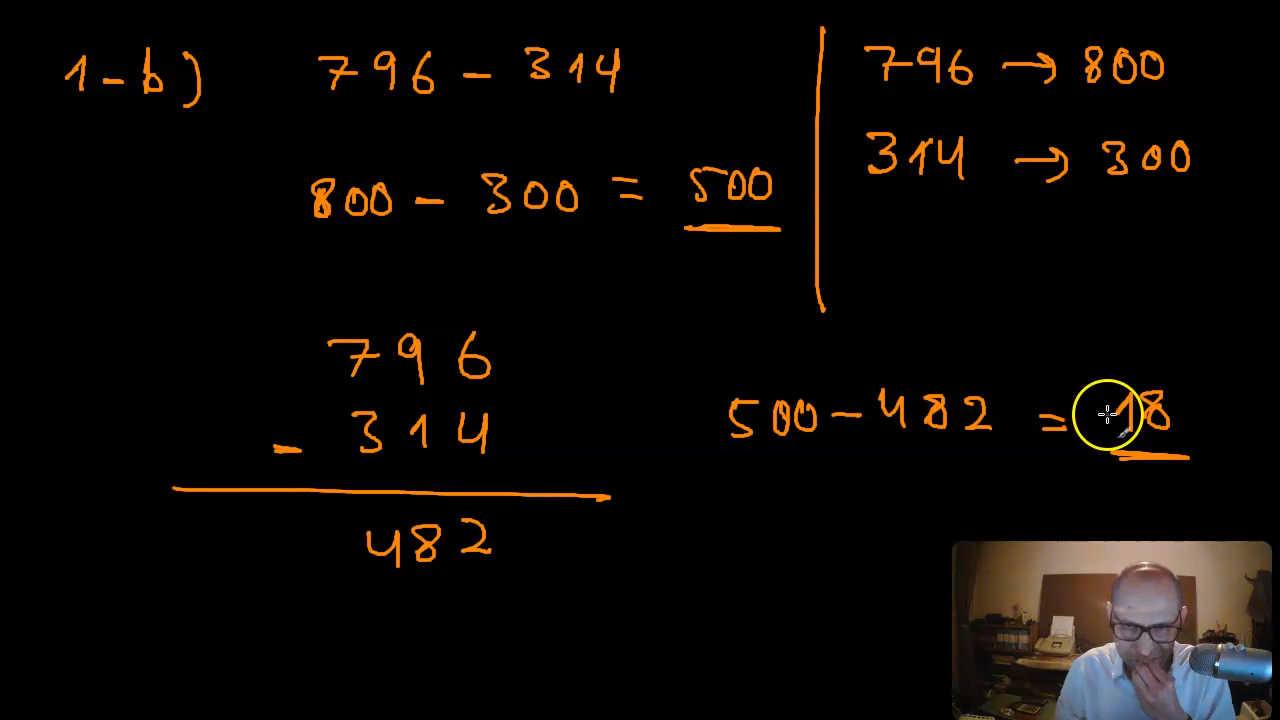 1-b) 796 - 314
800 - 300 = 500
796 → 800
314 → 300
796
- 314
482
500 - 482 = 18